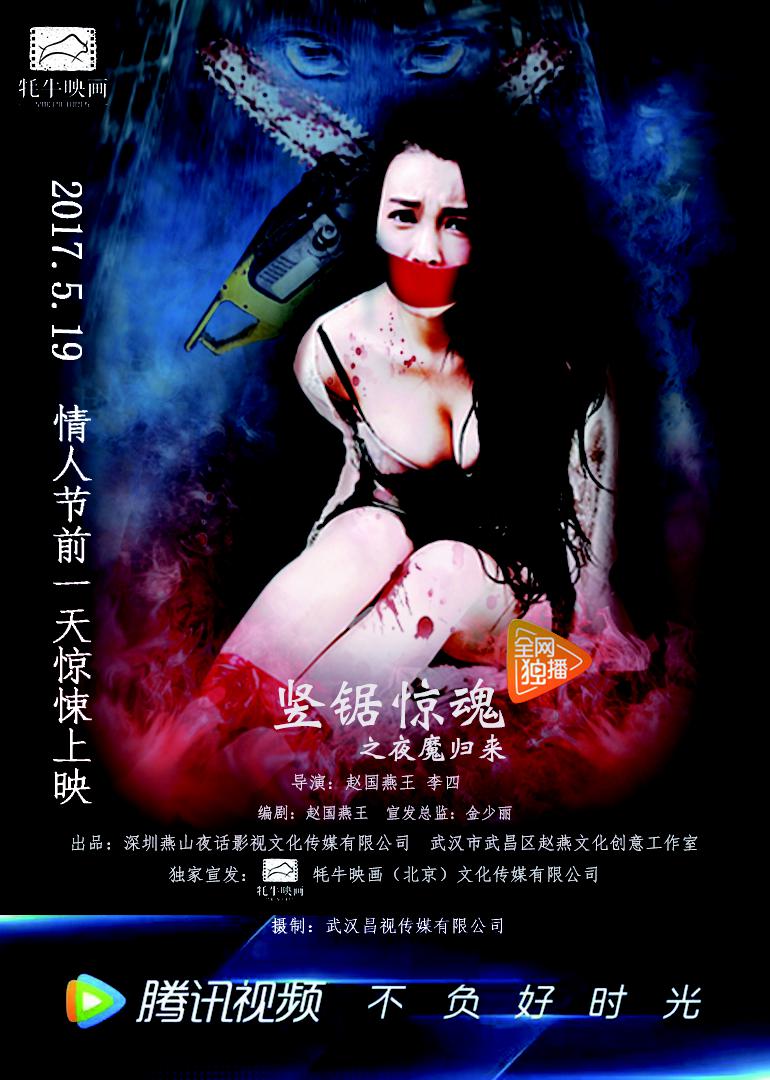 牦牛映画
2017.5.19 情人节前一天惊悚上映
全网
独播
竖锯惊魂
之夜魔归来
导演：赵国燕王 李四
编剧：赵国燕王 宣发总监：金少丽
出品：深圳燕山夜话影视文化传媒有限公司 武汉市武昌区赵燕文化创意工作室
独家宣发：牦牛映画 牦牛映画（北京）文化传媒有限公司
摄制：武汉昌视传媒有限公司
腾讯视频 不负好时光